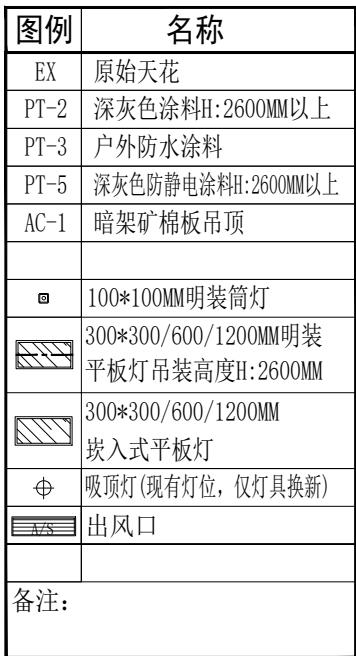 图例 名称
EX 原始天花
PT-2 深灰色涂料H:2600MM以上
PT-3 户外防水涂料
PT-5 深灰色防静电涂料H:2600MM以上
AC-1 暗架矿棉板吊顶
100*100MM明装筒灯
300*300/600/1200MM明装
平板灯吊装高度H:2600MM
300*300/600/1200MM
崁入式平板灯
吸顶灯(现有灯位，仅灯具换新)
A/S 出风口
备注：